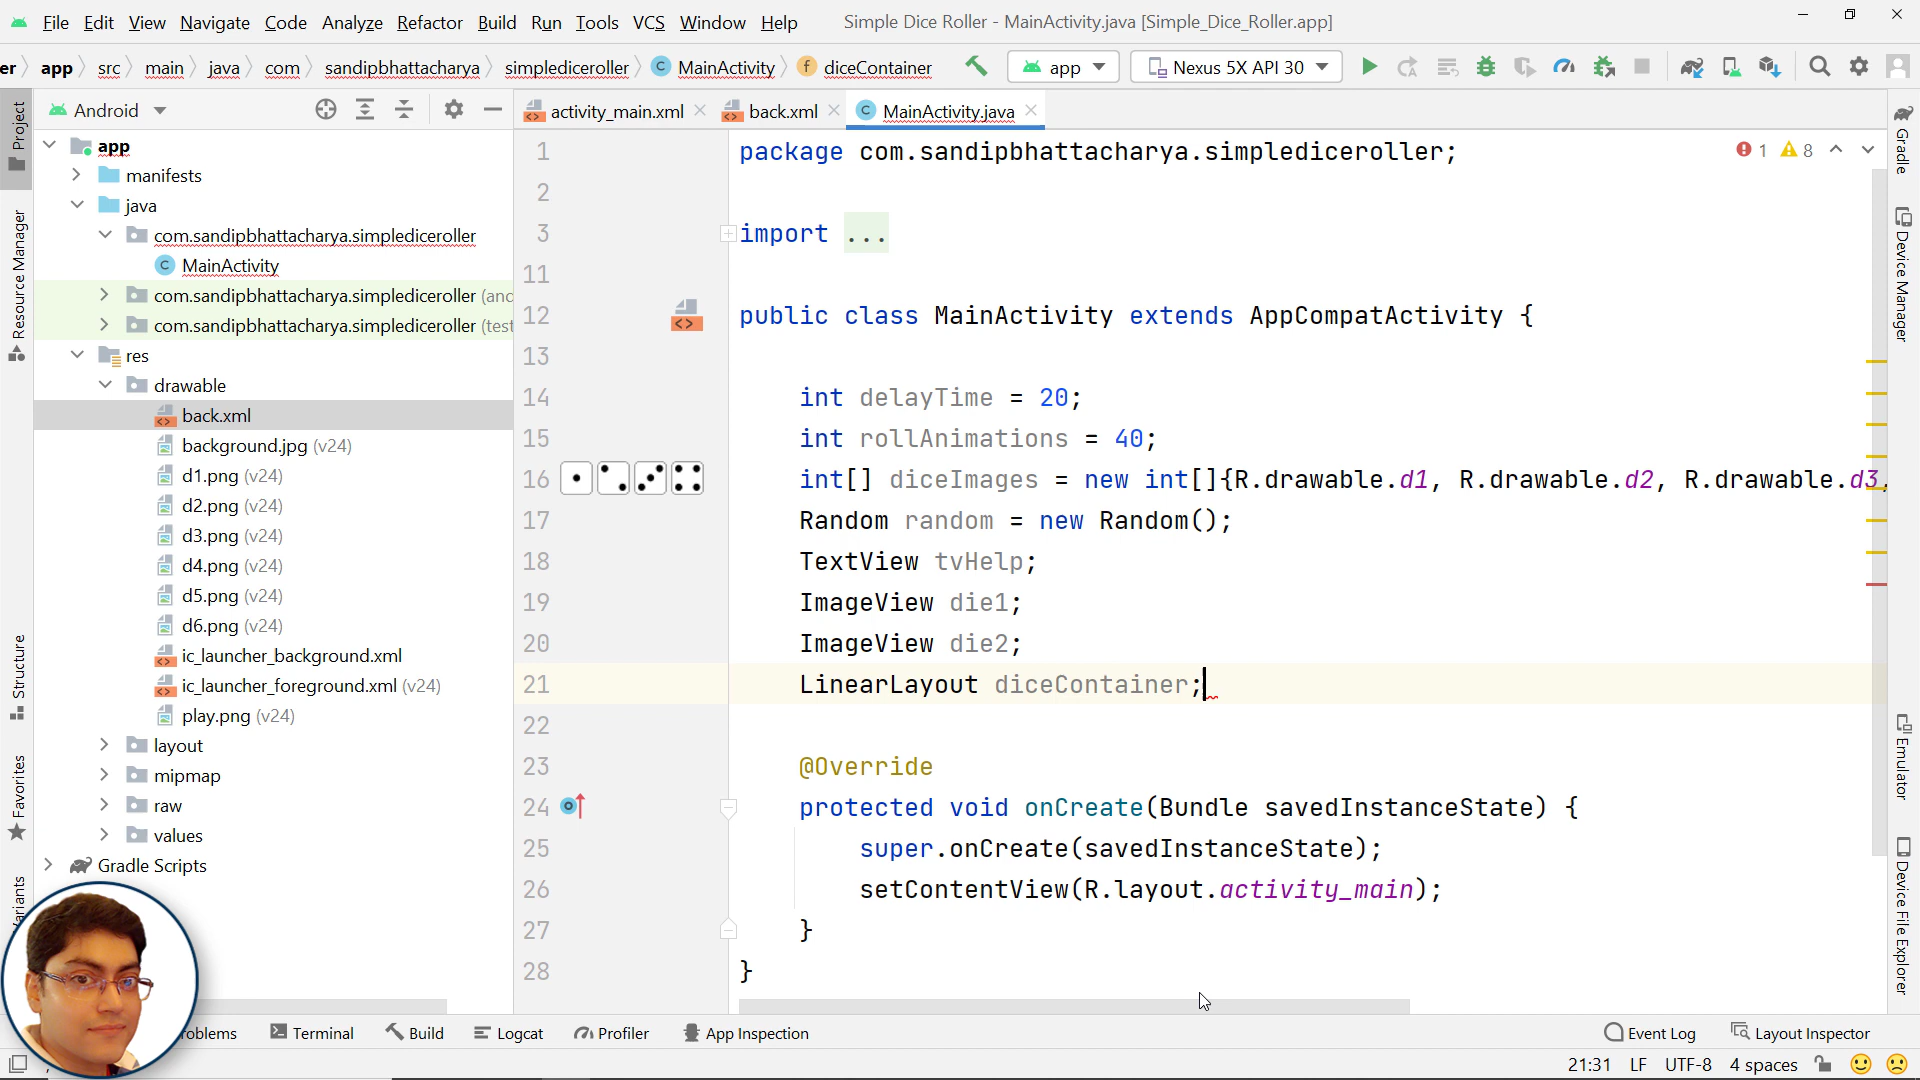 File Edit View Navigate Code Analyze Refactor Build Run Tools VCS Window Help Simple Dice Roller - MainActivity.java [Simple_Dice_Roller.app]
er app src main java com sandipbhattacharya simplediceroller MainActivity diceContainer app Nexus 5X API 30
Android
activity_main.xml back.xml MainActivity.java
Project
Resource Manager
Structure
Favorites
app
manifests
java
com.sandipbhattacharya.simplediceroller
MainActivity
com.sandipbhattacharya.simplediceroller (and
com.sandipbhattacharya.simplediceroller (test
res
drawable
back.xml
background.jpg (v24)
d1.png (v24)
d2.png (v24)
d3.png (v24)
d4.png (v24)
d5.png (v24)
d6.png (v24)
ic_launcher_background.xml
ic_launcher_foreground.xml (v24)
play.png (v24)
layout
mipmap
raw
values
Gradle Scripts
1 package com.sandipbhattacharya.simplediceroller;
1 8
2
3 import ...
11
12 public class MainActivity extends AppCompatActivity {
13
14 int delayTime = 20;
15 int rollAnimations = 40;
16 int[] diceImages = new int[]{R.drawable.d1, R.drawable.d2, R.drawable.d3,
17 Random random = new Random();
18 TextView tvHelp;
19 ImageView die1;
20 ImageView die2;
21 LinearLayout diceContainer;
22
23 @Override
24 protected void onCreate(Bundle savedInstanceState) {
25 super.onCreate(savedInstanceState);
26 setContentView(R.layout.activity_main);
27 }
28 }
Gradle
Device Manager
Emulator
Device File Explorer
ariants
oblems Terminal Build Logcat Profiler App Inspection Event Log Layout Inspector
21:31 LF UTF-8 4 spaces